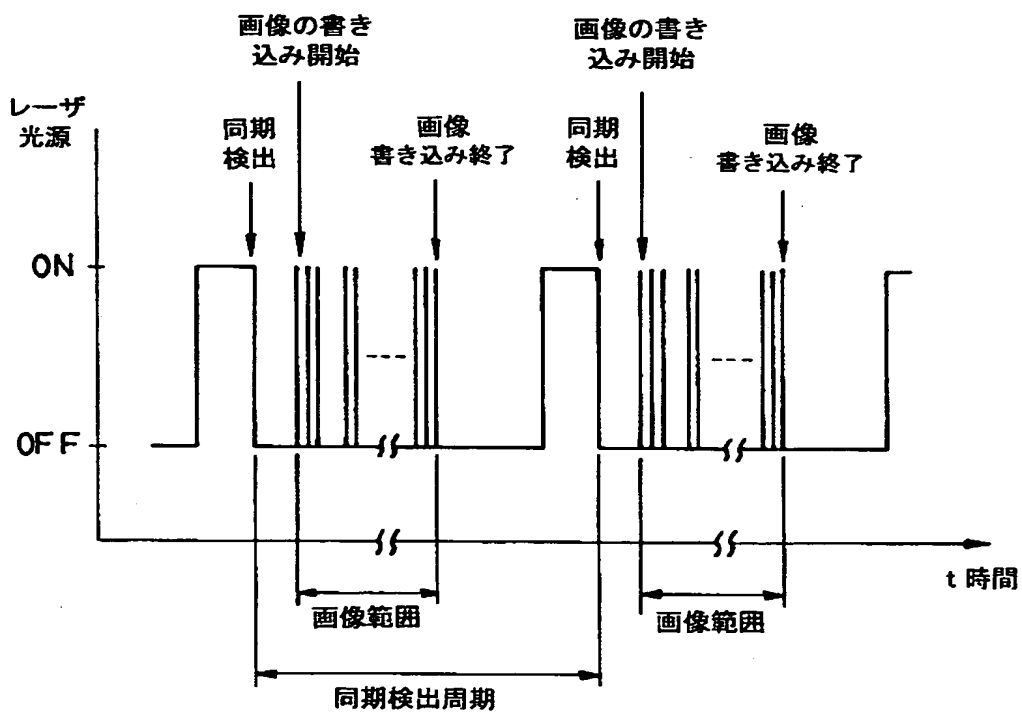 画像の書き
込み開始
画像の書き
込み開始
レーザ
光源
同期
検出
画像
書き込み終了
同期
検出
画像
書き込み終了
ON
OFF
t 時間
画像範囲
画像範囲
同期検出周期